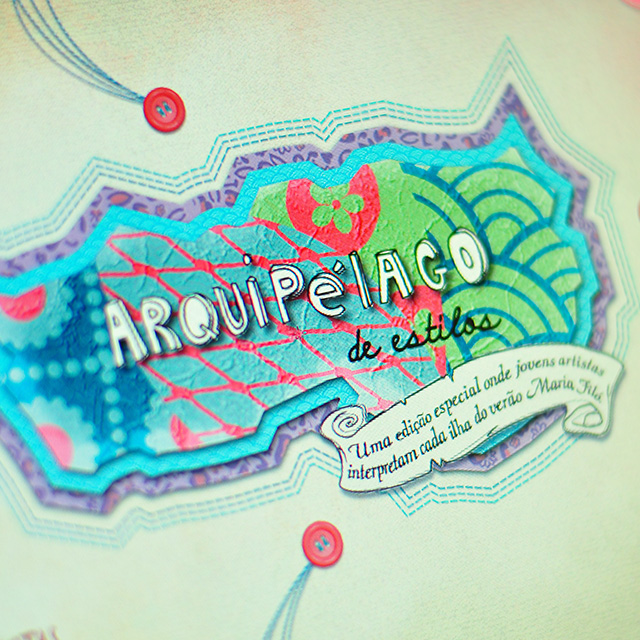 ARQUIPÉLAGO
de estilos
Uma edição especial onde jovens artistas
interpretam cada ilha do verão Maria Filó